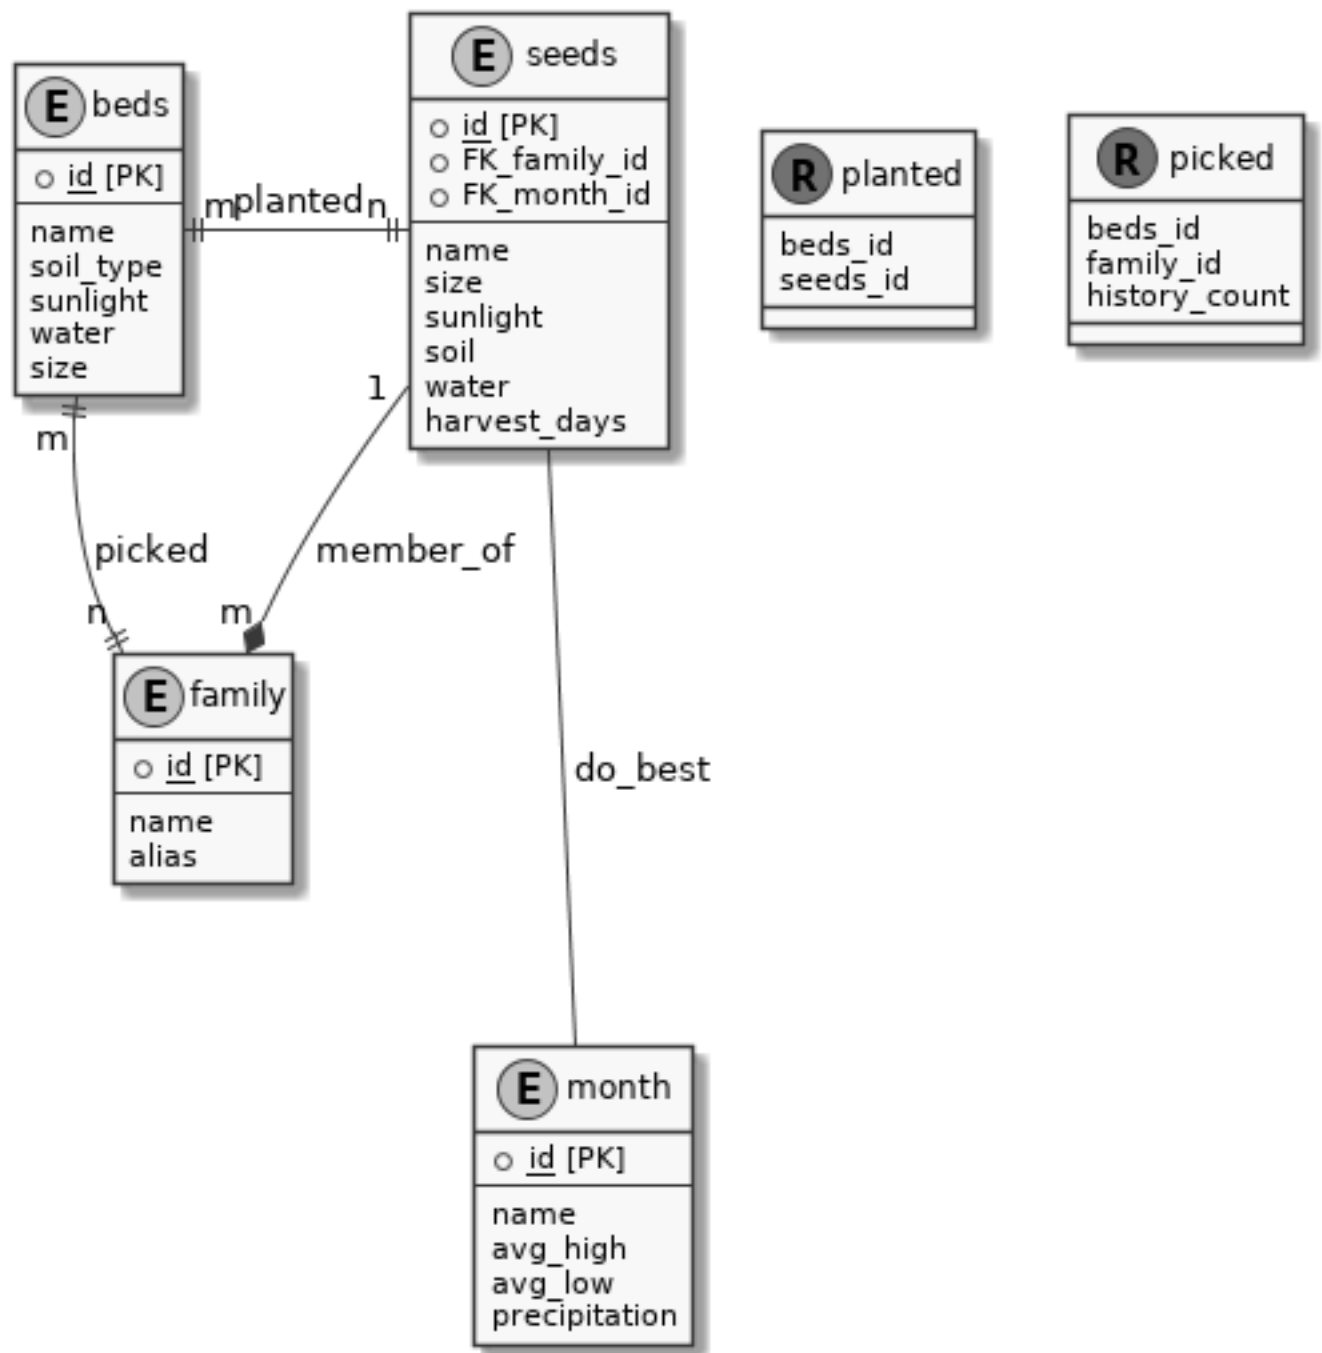 E beds
id [PK]
name
soil_type
sunlight
water
size
m planted n
E seeds
id [PK]
FK_family_id
FK_month_id
name
size
sunlight
soil
water
harvest_days
R planted
beds_id
seeds_id
R picked
beds_id
family_id
history_count
m
picked
n
1
member_of
m
E family
id [PK]
name
alias
do_best
E month
id [PK]
name
avg_high
avg_low
precipitation